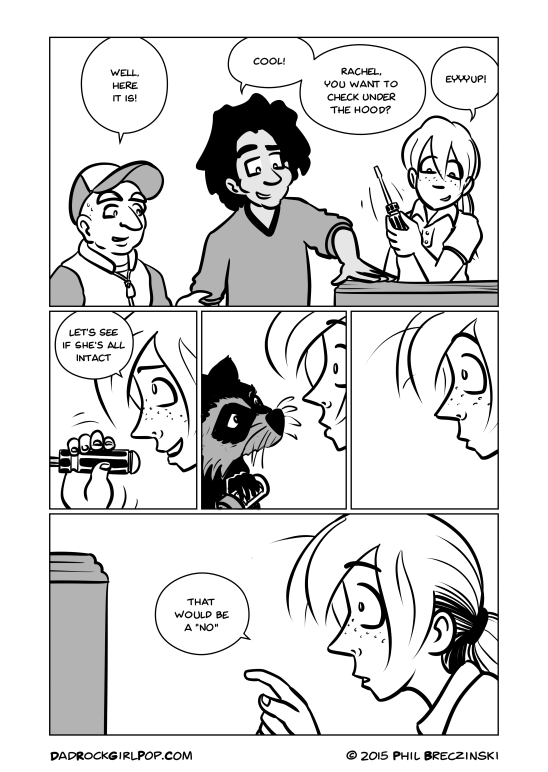 WELL,
HERE
IT IS!
COOL!
RACHEL,
YOU WANT TO
CHECK UNDER
THE HOOD?
EYYYUP!
LET'S SEE
IF SHE'S ALL
INTACT
THAT
WOULD BE
A "NO"
DADROCKGIRLPOP.COM
© 2015 PHIL BRECZINSKI